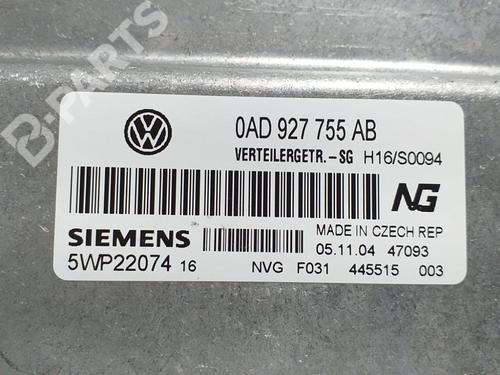 B-PARTS
0AD 927 755 AB
VERTEILERGETR.-SG H16/S0094
NG
SIEMENS
MADE IN CZECH REP
05.11.04 47093
5WP22074 16 NVG F031 445515 003